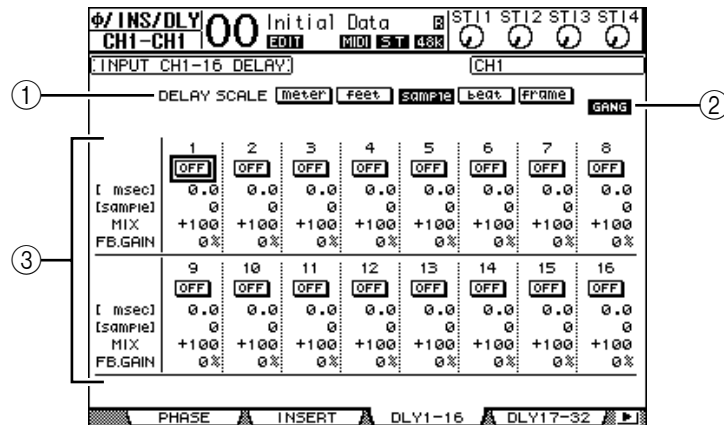 Φ/INS/DLY 00 Initial Data R ST11 ST12 ST13 ST14
CH1-CH1 EDIT MIDI ST 48k
INPUT CH1-16 DELAY CH1
① DELAY SCALE meter feet sample beat frame
GANG ②
③
1 2 3 4 5 6 7 8
OFF OFF OFF OFF OFF OFF OFF OFF
[ msec] 0.0 0.0 0.0 0.0 0.0 0.0 0.0 0.0
[sample] 0 0 0 0 0 0 0 0
MIX +100 +100 +100 +100 +100 +100 +100 +100
FB.GAIN 0% 0% 0% 0% 0% 0% 0% 0%
9 10 11 12 13 14 15 16
OFF OFF OFF OFF OFF OFF OFF OFF
[ msec] 0.0 0.0 0.0 0.0 0.0 0.0 0.0 0.0
[sample] 0 0 0 0 0 0 0 0
MIX +100 +100 +100 +100 +100 +100 +100 +100
FB.GAIN 0% 0% 0% 0% 0% 0% 0% 0%
PHASE INSERT DLY1-16 DLY17-32